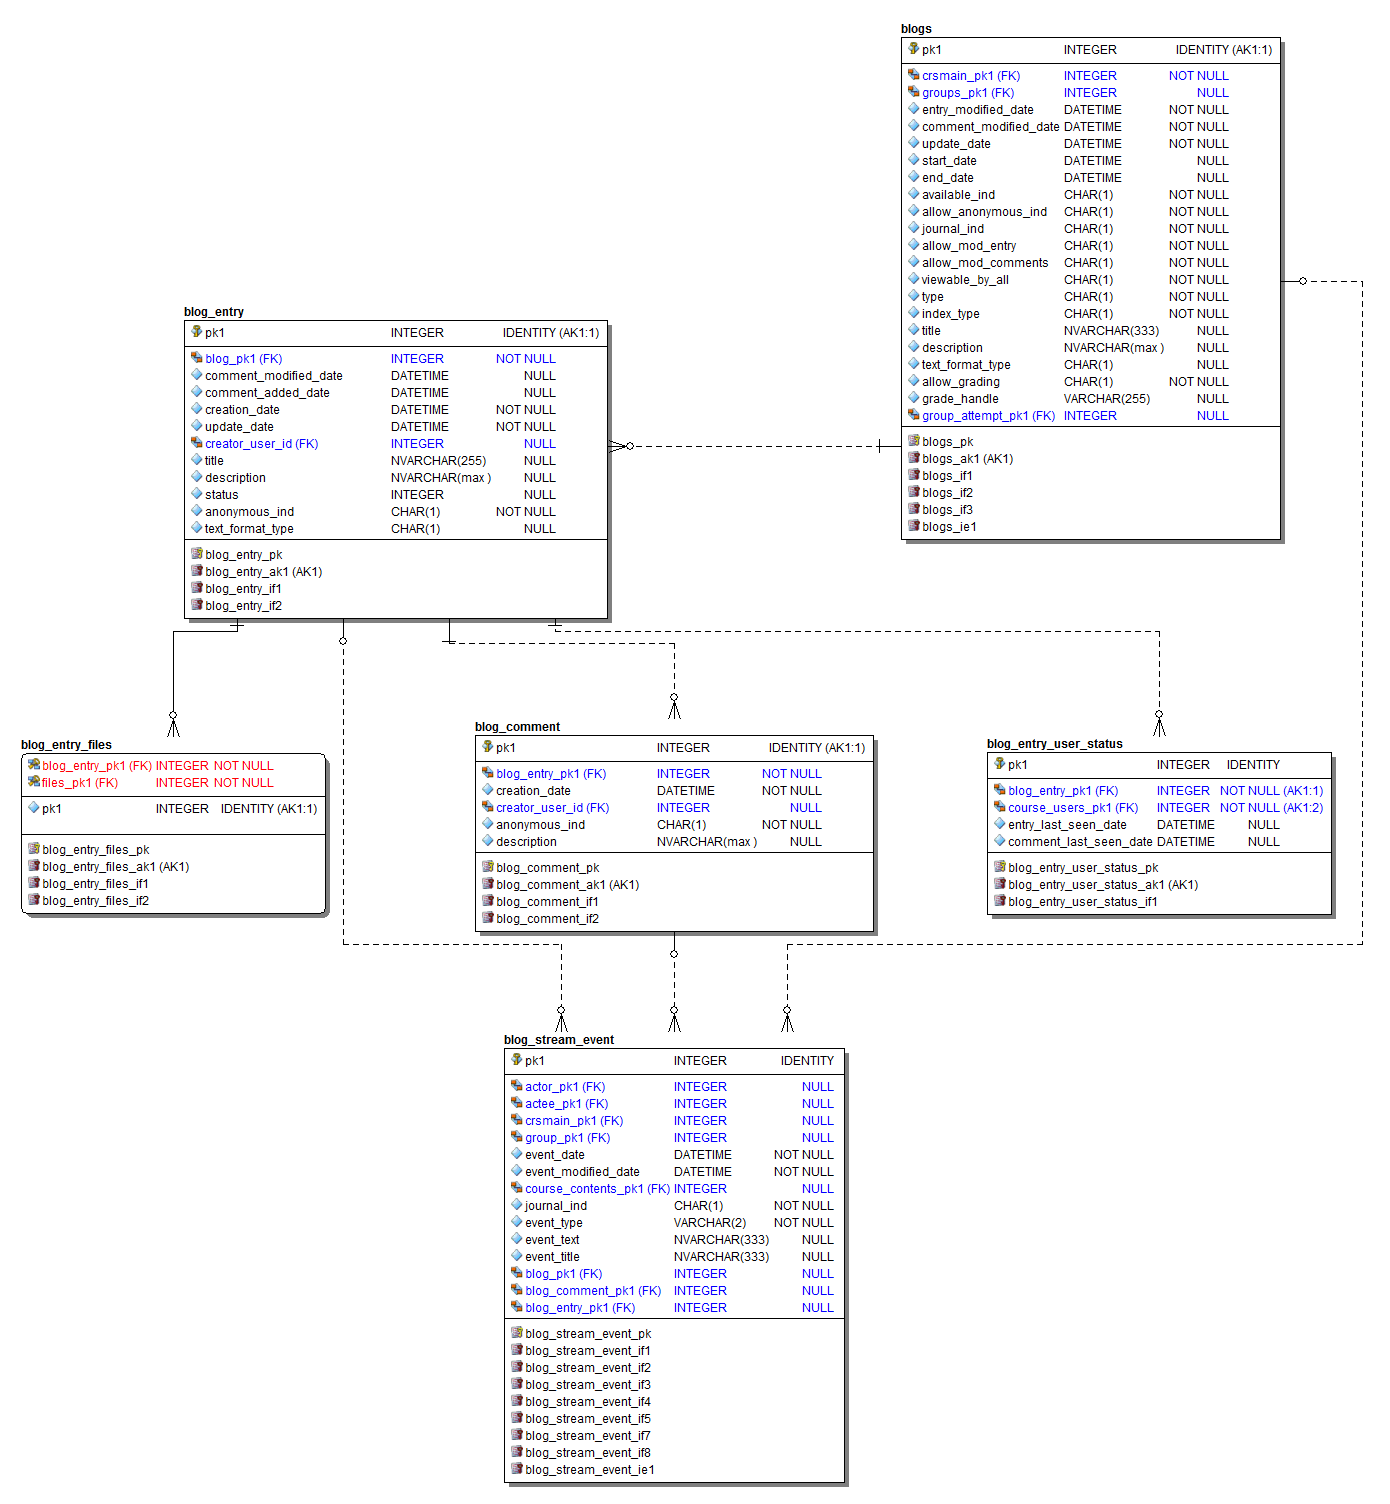 blogs
pk1 INTEGER IDENTITY (AK1:1)
crsmain_pk1 (FK) INTEGER NOT NULL
groups_pk1 (FK) INTEGER NULL
entry_modified_date DATETIME NOT NULL
comment_modified_date DATETIME NOT NULL
update_date DATETIME NOT NULL
start_date DATETIME NULL
end_date DATETIME NULL
available_ind CHAR(1) NOT NULL
allow_anonymous_ind CHAR(1) NOT NULL
journal_ind CHAR(1) NOT NULL
allow_mod_entry CHAR(1) NOT NULL
allow_mod_comments CHAR(1) NOT NULL
viewable_by_all CHAR(1) NOT NULL
type CHAR(1) NOT NULL
index_type CHAR(1) NOT NULL
title NVARCHAR(333) NULL
description NVARCHAR(max ) NULL
text_format_type CHAR(1) NULL
allow_grading CHAR(1) NOT NULL
grade_handle VARCHAR(255) NULL
group_attempt_pk1 (FK) INTEGER NULL
blogs_pk
blogs_ak1 (AK1)
blogs_if1
blogs_if2
blogs_if3
blogs_ie1
blog_entry
pk1 INTEGER IDENTITY (AK1:1)
blog_pk1 (FK) INTEGER NOT NULL
comment_modified_date DATETIME NULL
comment_added_date DATETIME NULL
creation_date DATETIME NOT NULL
update_date DATETIME NOT NULL
creator_user_id (FK) INTEGER NULL
title NVARCHAR(255) NULL
description NVARCHAR(max ) NULL
status INTEGER NULL
anonymous_ind CHAR(1) NOT NULL
text_format_type CHAR(1) NULL
blog_entry_pk
blog_entry_ak1 (AK1)
blog_entry_if1
blog_entry_if2
blog_entry_files
blog_entry_pk1 (FK) INTEGER NOT NULL
files_pk1 (FK) INTEGER NOT NULL
pk1 INTEGER IDENTITY (AK1:1)
blog_entry_files_pk
blog_entry_files_ak1 (AK1)
blog_entry_files_if1
blog_entry_files_if2
blog_comment
pk1 INTEGER IDENTITY (AK1:1)
blog_entry_pk1 (FK) INTEGER NOT NULL
creation_date DATETIME NOT NULL
creator_user_id (FK) INTEGER NULL
anonymous_ind CHAR(1) NOT NULL
description NVARCHAR(max ) NULL
blog_comment_pk
blog_comment_ak1 (AK1)
blog_comment_if1
blog_comment_if2
blog_entry_user_status
pk1 INTEGER IDENTITY
blog_entry_pk1 (FK) INTEGER NOT NULL (AK1:1)
course_users_pk1 (FK) INTEGER NOT NULL (AK1:2)
entry_last_seen_date DATETIME NULL
comment_last_seen_date DATETIME NULL
blog_entry_user_status_pk
blog_entry_user_status_ak1 (AK1)
blog_entry_user_status_if1
blog_stream_event
pk1 INTEGER IDENTITY
actor_pk1 (FK) INTEGER NULL
actee_pk1 (FK) INTEGER NULL
crsmain_pk1 (FK) INTEGER NULL
group_pk1 (FK) INTEGER NULL
event_date DATETIME NOT NULL
event_modified_date DATETIME NOT NULL
course_contents_pk1 (FK) INTEGER NULL
journal_ind CHAR(1) NOT NULL
event_type VARCHAR(2) NOT NULL
event_text NVARCHAR(333) NULL
event_title NVARCHAR(333) NULL
blog_pk1 (FK) INTEGER NULL
blog_comment_pk1 (FK) INTEGER NULL
blog_entry_pk1 (FK) INTEGER NULL
blog_stream_event_pk
blog_stream_event_if1
blog_stream_event_if2
blog_stream_event_if3
blog_stream_event_if4
blog_stream_event_if5
blog_stream_event_if7
blog_stream_event_if8
blog_stream_event_ie1